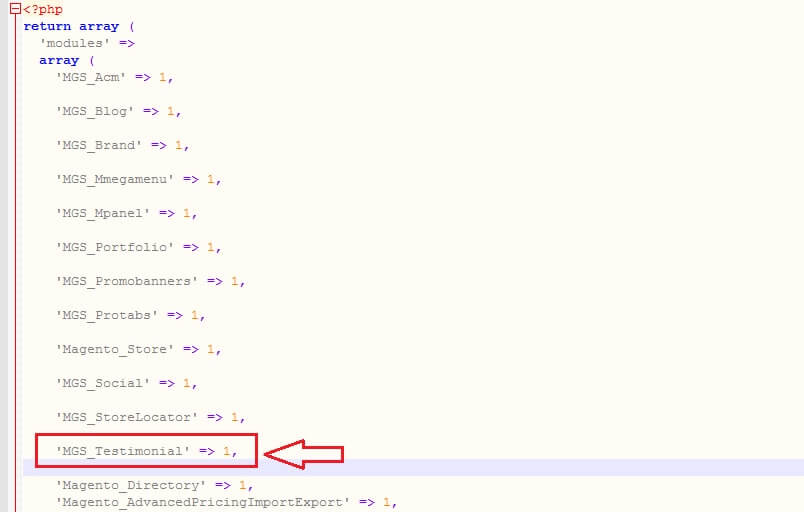 <?php
return array (
'modules' =>
array (
'MGS_Acm' => 1,
'MGS_Blog' => 1,
'MGS_Brand' => 1,
'MGS_Mmegamenu' => 1,
'MGS_Mpanel' => 1,
'MGS_Portfolio' => 1,
'MGS_Promobanners' => 1,
'MGS_Protabs' => 1,
'Magento_Store' => 1,
'MGS_Social' => 1,
'MGS_StoreLocator' => 1,
'MGS_Testimonial' => 1,
'Magento_Directory' => 1,
'Magento_AdvancedPricingImportExport' => 1,